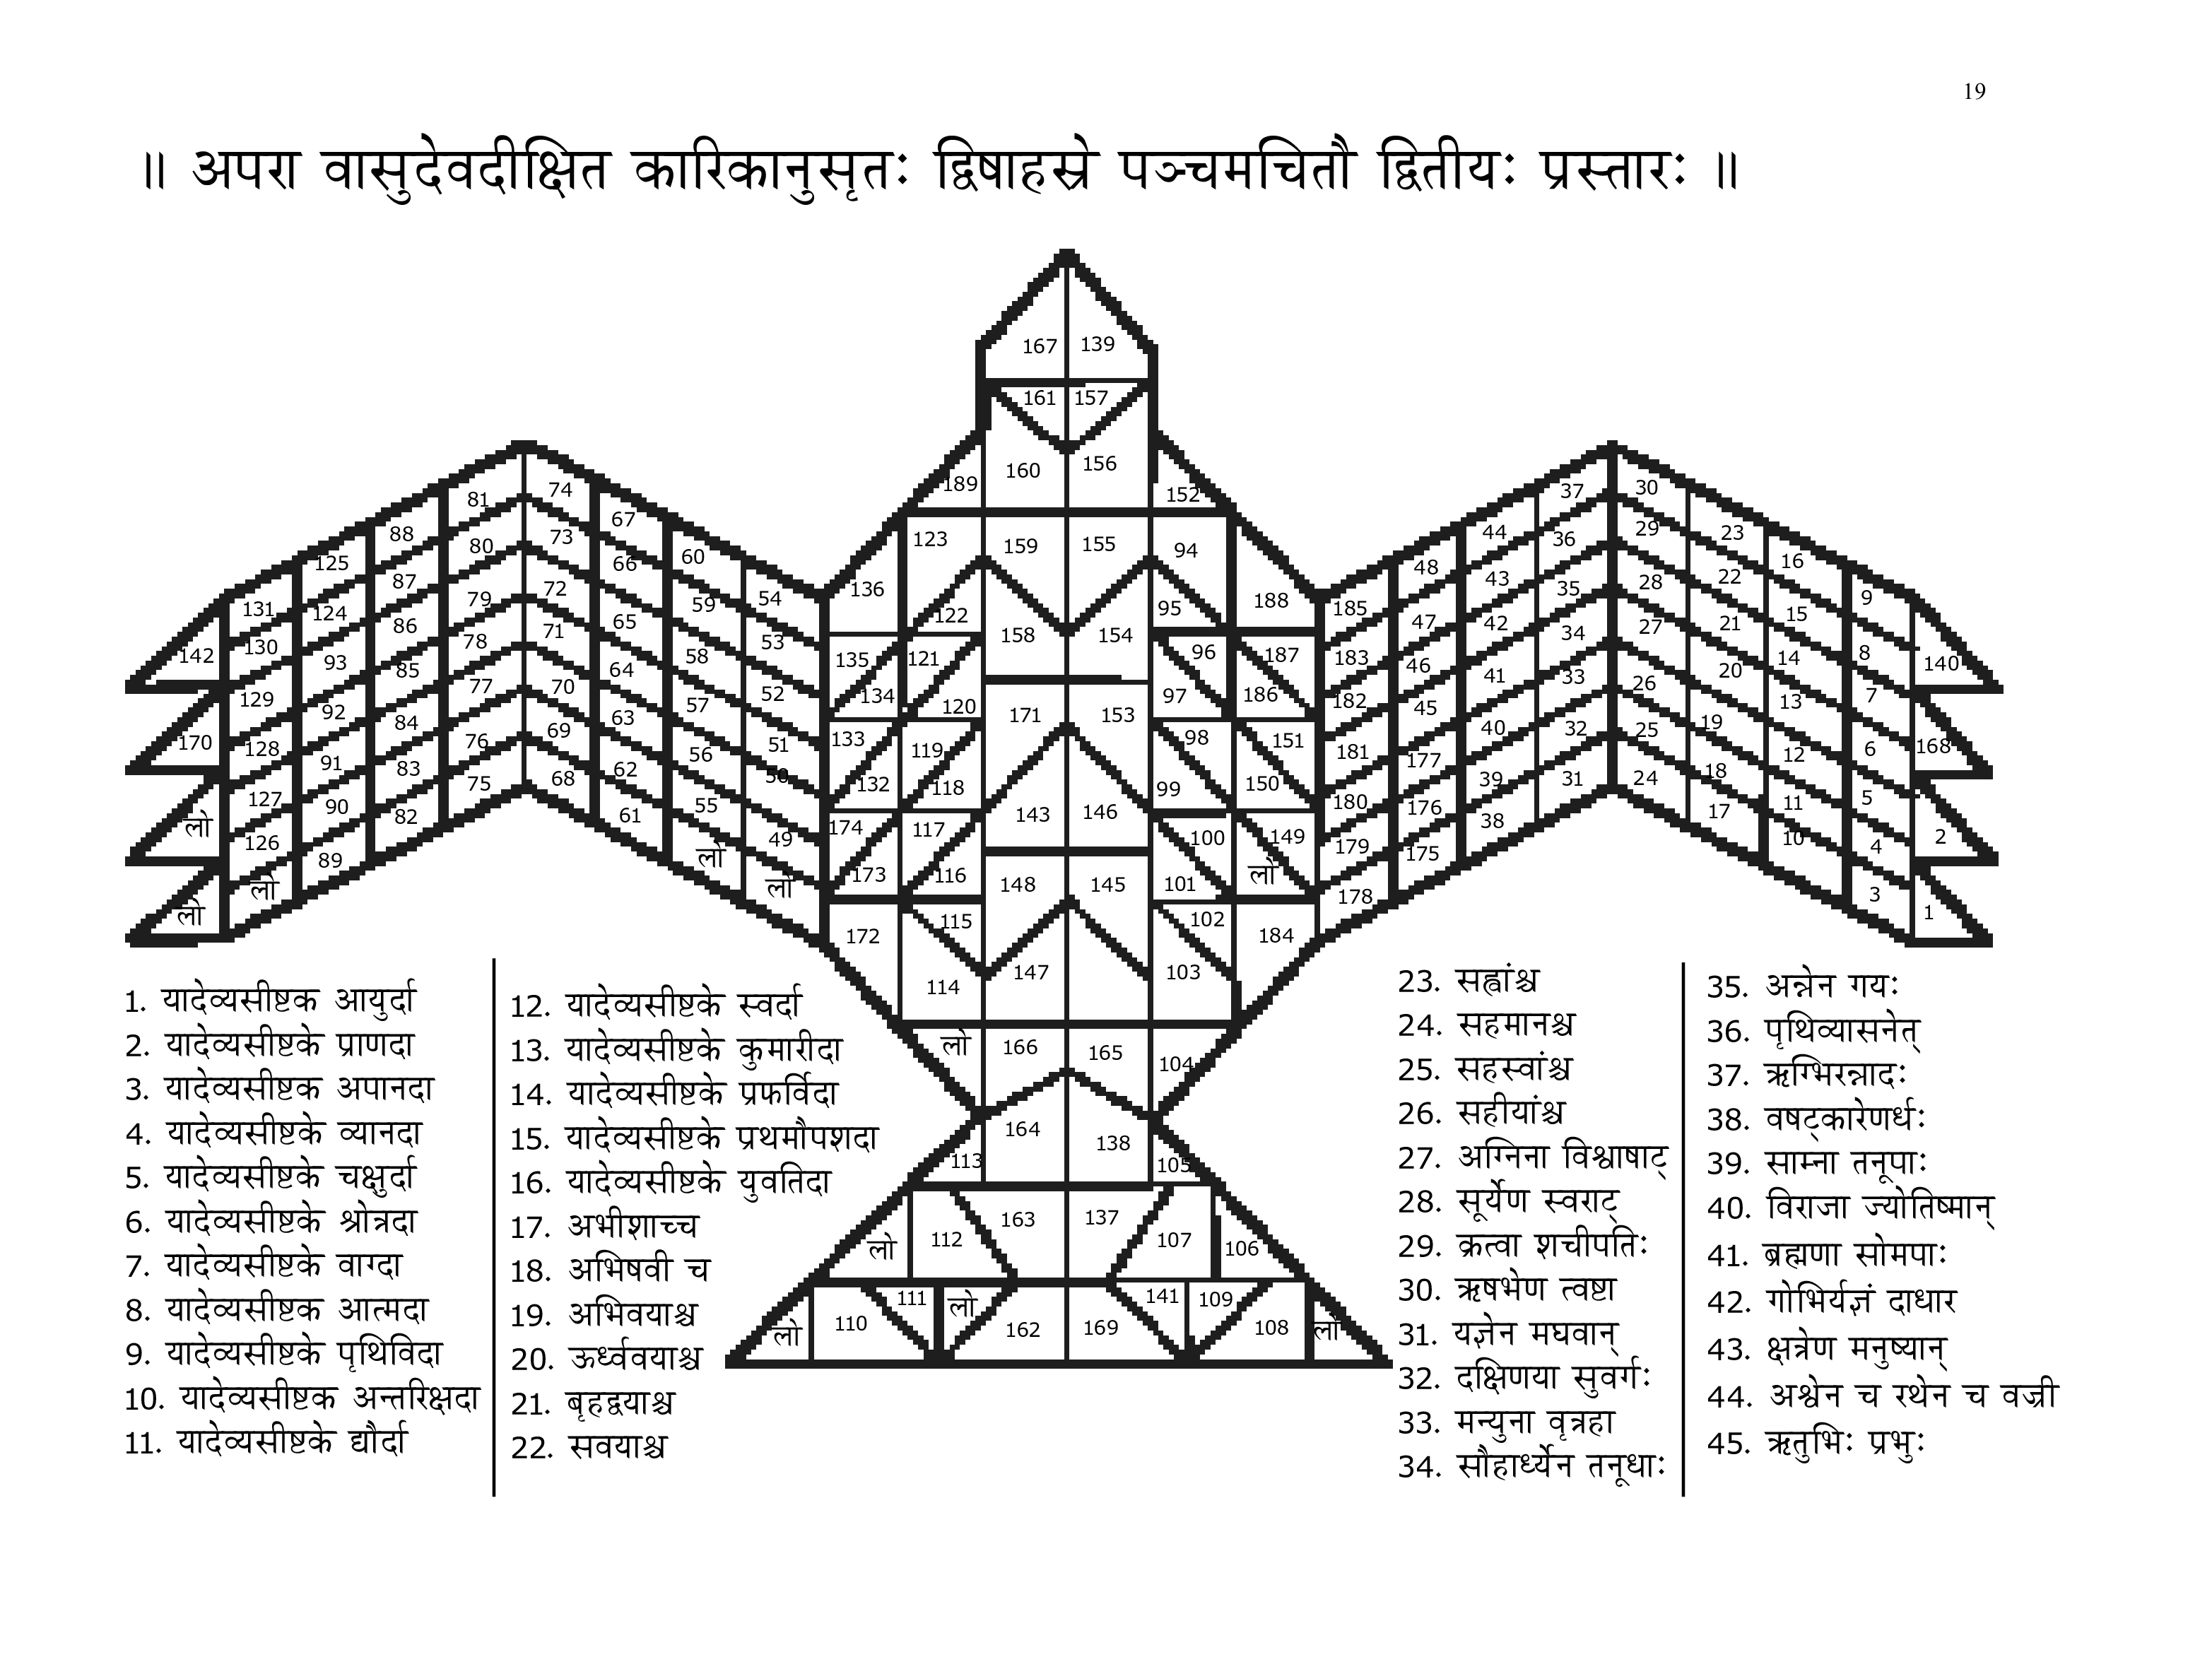 19
॥ अपरा वासुदेवदीक्षित कारिकानुसृतः द्विषाहस्रे पञ्चमचितौ द्वितीयः प्रस्तारः ॥
167 139
161 157
160 156
189 152
81 74 37 30
88 67 123 159 155 94 44 29 23
80 73 36
125 66 60 48 16
87 72 136 43 28 22
131 124 79 59 54 188 185 35 9
86 65 122 95 47 42 27 21 15
130 78 71 53 158 154 34
93 85 64 58 135 121 96 187 183 46 41 33 20 14 8
142 140
129 92 77 70 57 52 134 120 97 186 182 45 26 13 7
84 63 171 153 40 32 19
170 128 76 69 51 133 119 98 151 181 25 12 6 168
91 83 62 56 50 132 118 99 150 177 39 31 24 18
127 90 75 68 55 143 146 180 176 11 5
लो 126 82 61 49 174 117 100 149 179 38 17 10 2
89 लो 175 4
लो लो लो 173 116 148 145 101 लो 178 3 1
172 115 102 184
114 147 103
लो 166 165 104
164 138
113 105
163 137
लो 112 107 106
111 लो 141 109
लो 110 162 169 108 लो
1. यादेव्यसीष्टक आयुर्दा
2. यादेव्यसीष्टके प्राणदा
3. यादेव्यसीष्टक अपानदा
4. यादेव्यसीष्टके व्यानदा
5. यादेव्यसीष्टके चक्षुर्दा
6. यादेव्यसीष्टके श्रोत्रदा
7. यादेव्यसीष्टके वाग्दा
8. यादेव्यसीष्टक आत्मदा
9. यादेव्यसीष्टके पृथिविदा
10. यादेव्यसीष्टक अन्तरिक्षदा
11. यादेव्यसीष्टके द्यौर्दा
12. यादेव्यसीष्टके स्वर्दा
13. यादेव्यसीष्टके कुमारीदा
14. यादेव्यसीष्टके प्रफर्विदा
15. यादेव्यसीष्टके प्रथमौपशदा
16. यादेव्यसीष्टके युवतिदा
17. अभीशाच्च
18. अभिषवी च
19. अभिवयाश्च
20. ऊर्ध्ववयाश्च
21. बृहद्वयाश्च
22. सवयाश्च
23. सह्वांश्च
24. सहमानश्च
25. सहस्वांश्च
26. सहीयांश्च
27. अग्निना विश्वाषाट्
28. सूर्येण स्वराट्
29. क्रत्वा शचीपतिः
30. ऋषभेण त्वष्टा
31. यज्ञेन मघवान्
32. दक्षिणया सुवर्गः
33. मन्युना वृत्रहा
34. सौहार्ध्येन तनूधाः
35. अन्नेन गयः
36. पृथिव्यासनेत्
37. ऋग्भिरन्नादः
38. वषट्कारेणर्धः
39. साम्ना तनूपाः
40. विराजा ज्योतिष्मान्
41. ब्रह्मणा सोमपाः
42. गोभिर्यज्ञं दाधार
43. क्षत्रेण मनुष्यान्
44. अश्वेन च रथेन च वज्री
45. ऋतुभिः प्रभुः